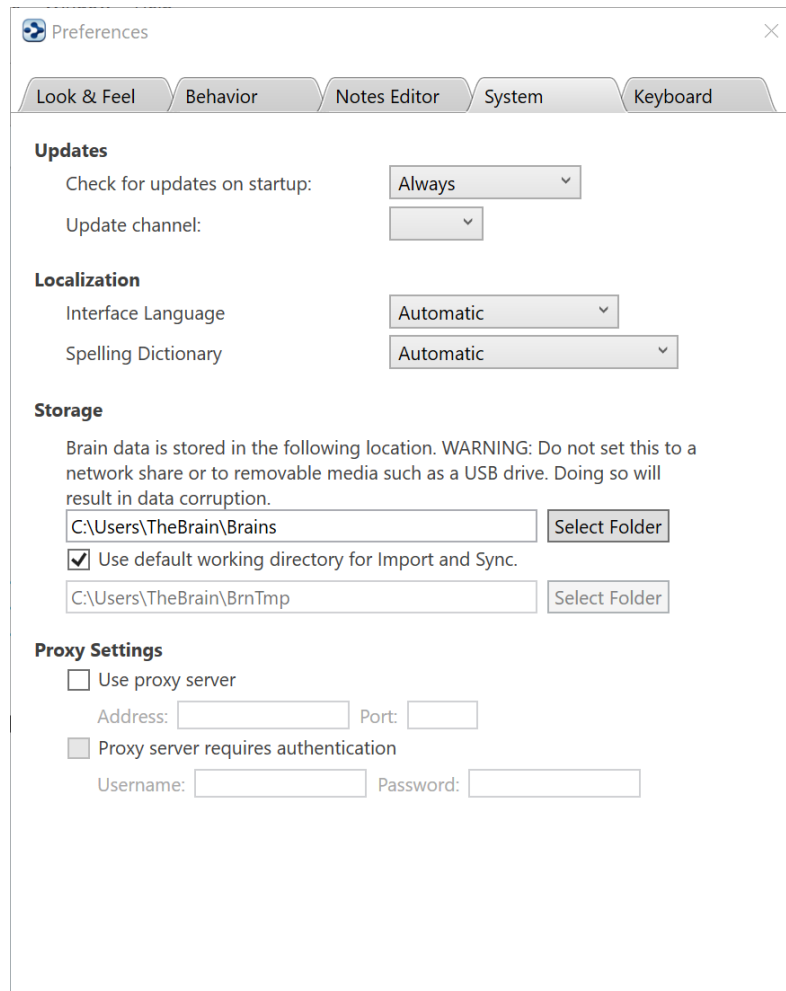 Preferences
Look & Feel Behavior Notes Editor System Keyboard
Updates
Check for updates on startup: Always
Update channel:
Localization
Interface Language Automatic
Spelling Dictionary Automatic
Storage
Brain data is stored in the following location. WARNING: Do not set this to a
network share or to removable media such as a USB drive. Doing so will
result in data corruption.
C:\Users\TheBrain\Brains Select Folder
Use default working directory for Import and Sync.
C:\Users\TheBrain\BrnTmp Select Folder
Proxy Settings
Use proxy server
Address: Port:
Proxy server requires authentication
Username: Password: